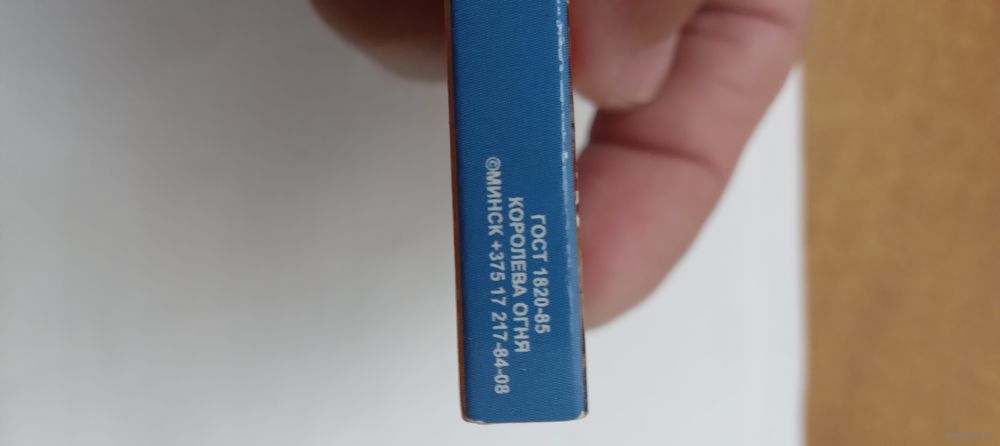 ГОСТ 1820-85
КОРОЛЕВА ОГНЯ
©МИНСК +375 17 217-84-08